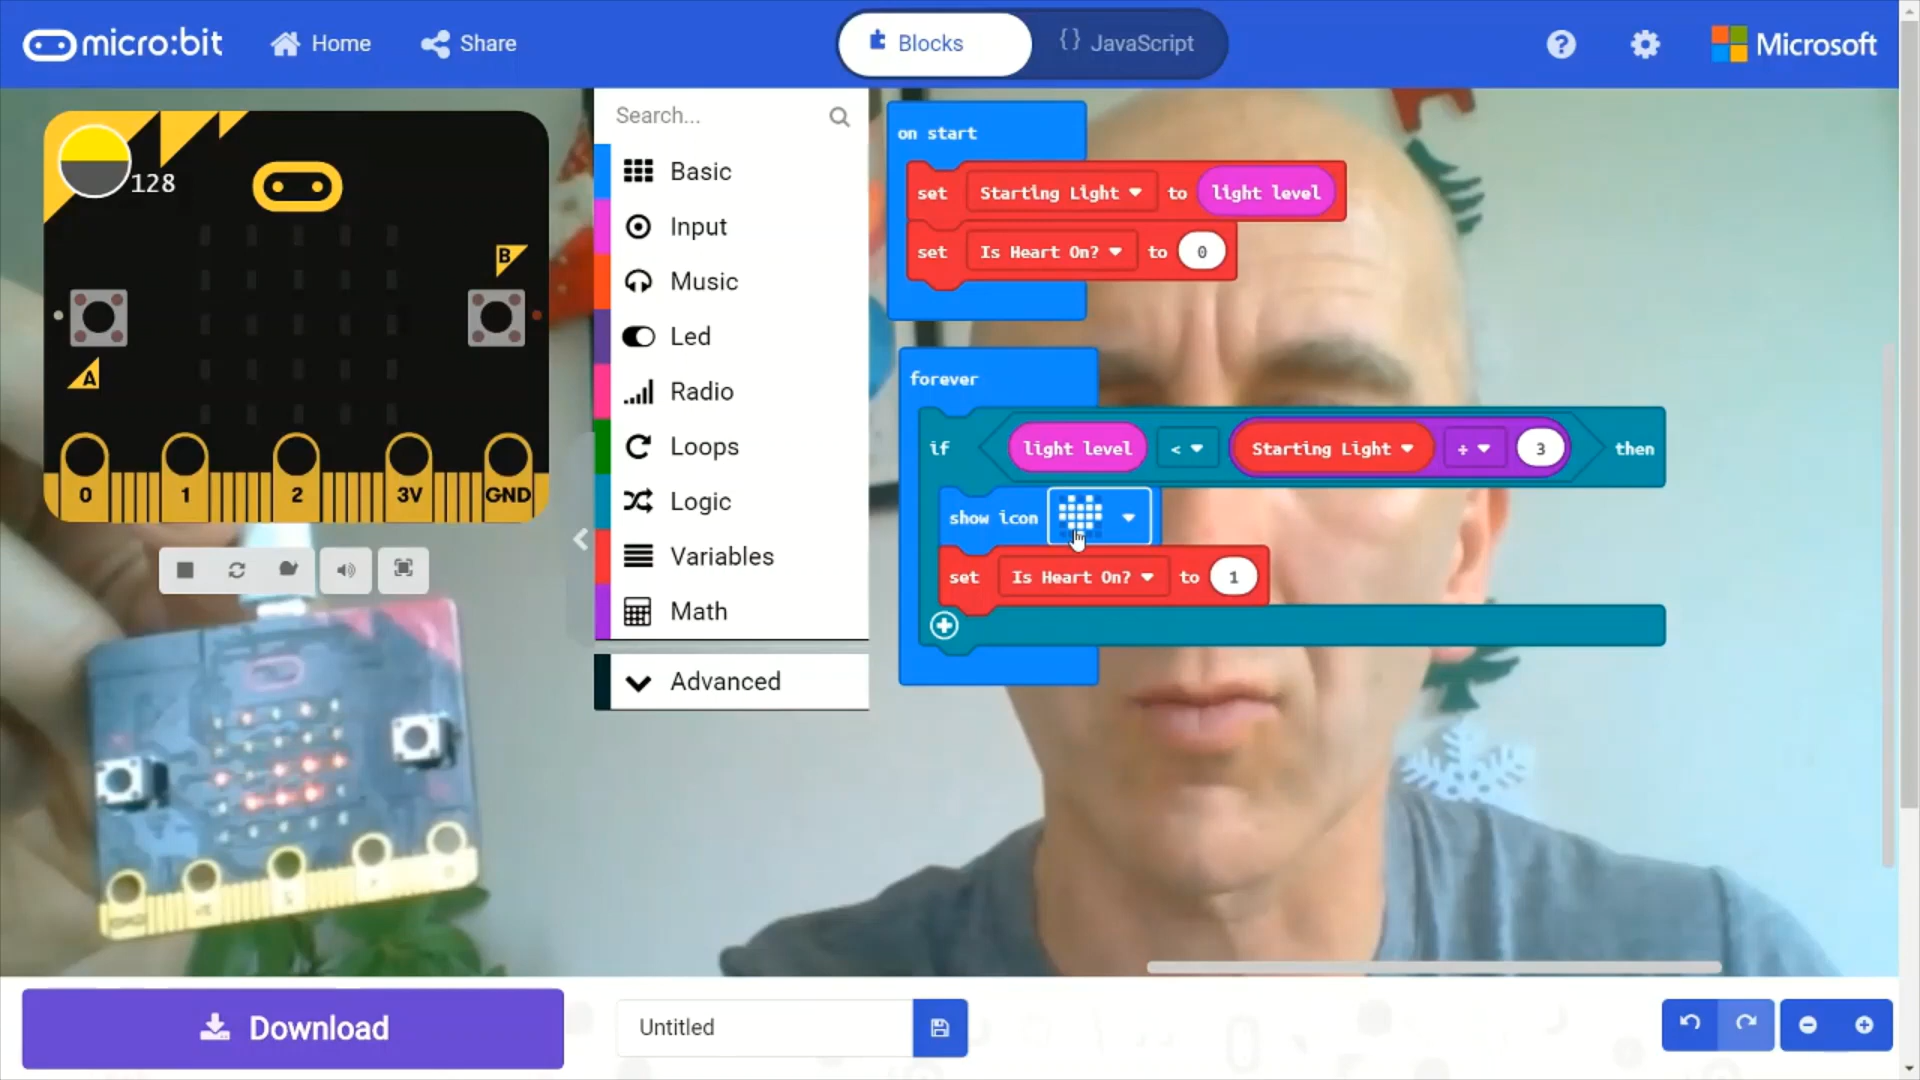 micro:bit Home Share Blocks {} JavaScript ? Microsoft
128
B
A
0 1 2 3V GND
Search...
Basic
Input
Music
Led
Radio
Loops
Logic
Variables
Math
Advanced
on start
set Starting Light to light level
set Is Heart On? to 0
forever
if light level < Starting Light ÷ 3 then
show icon
set Is Heart On? to 1
Download Untitled